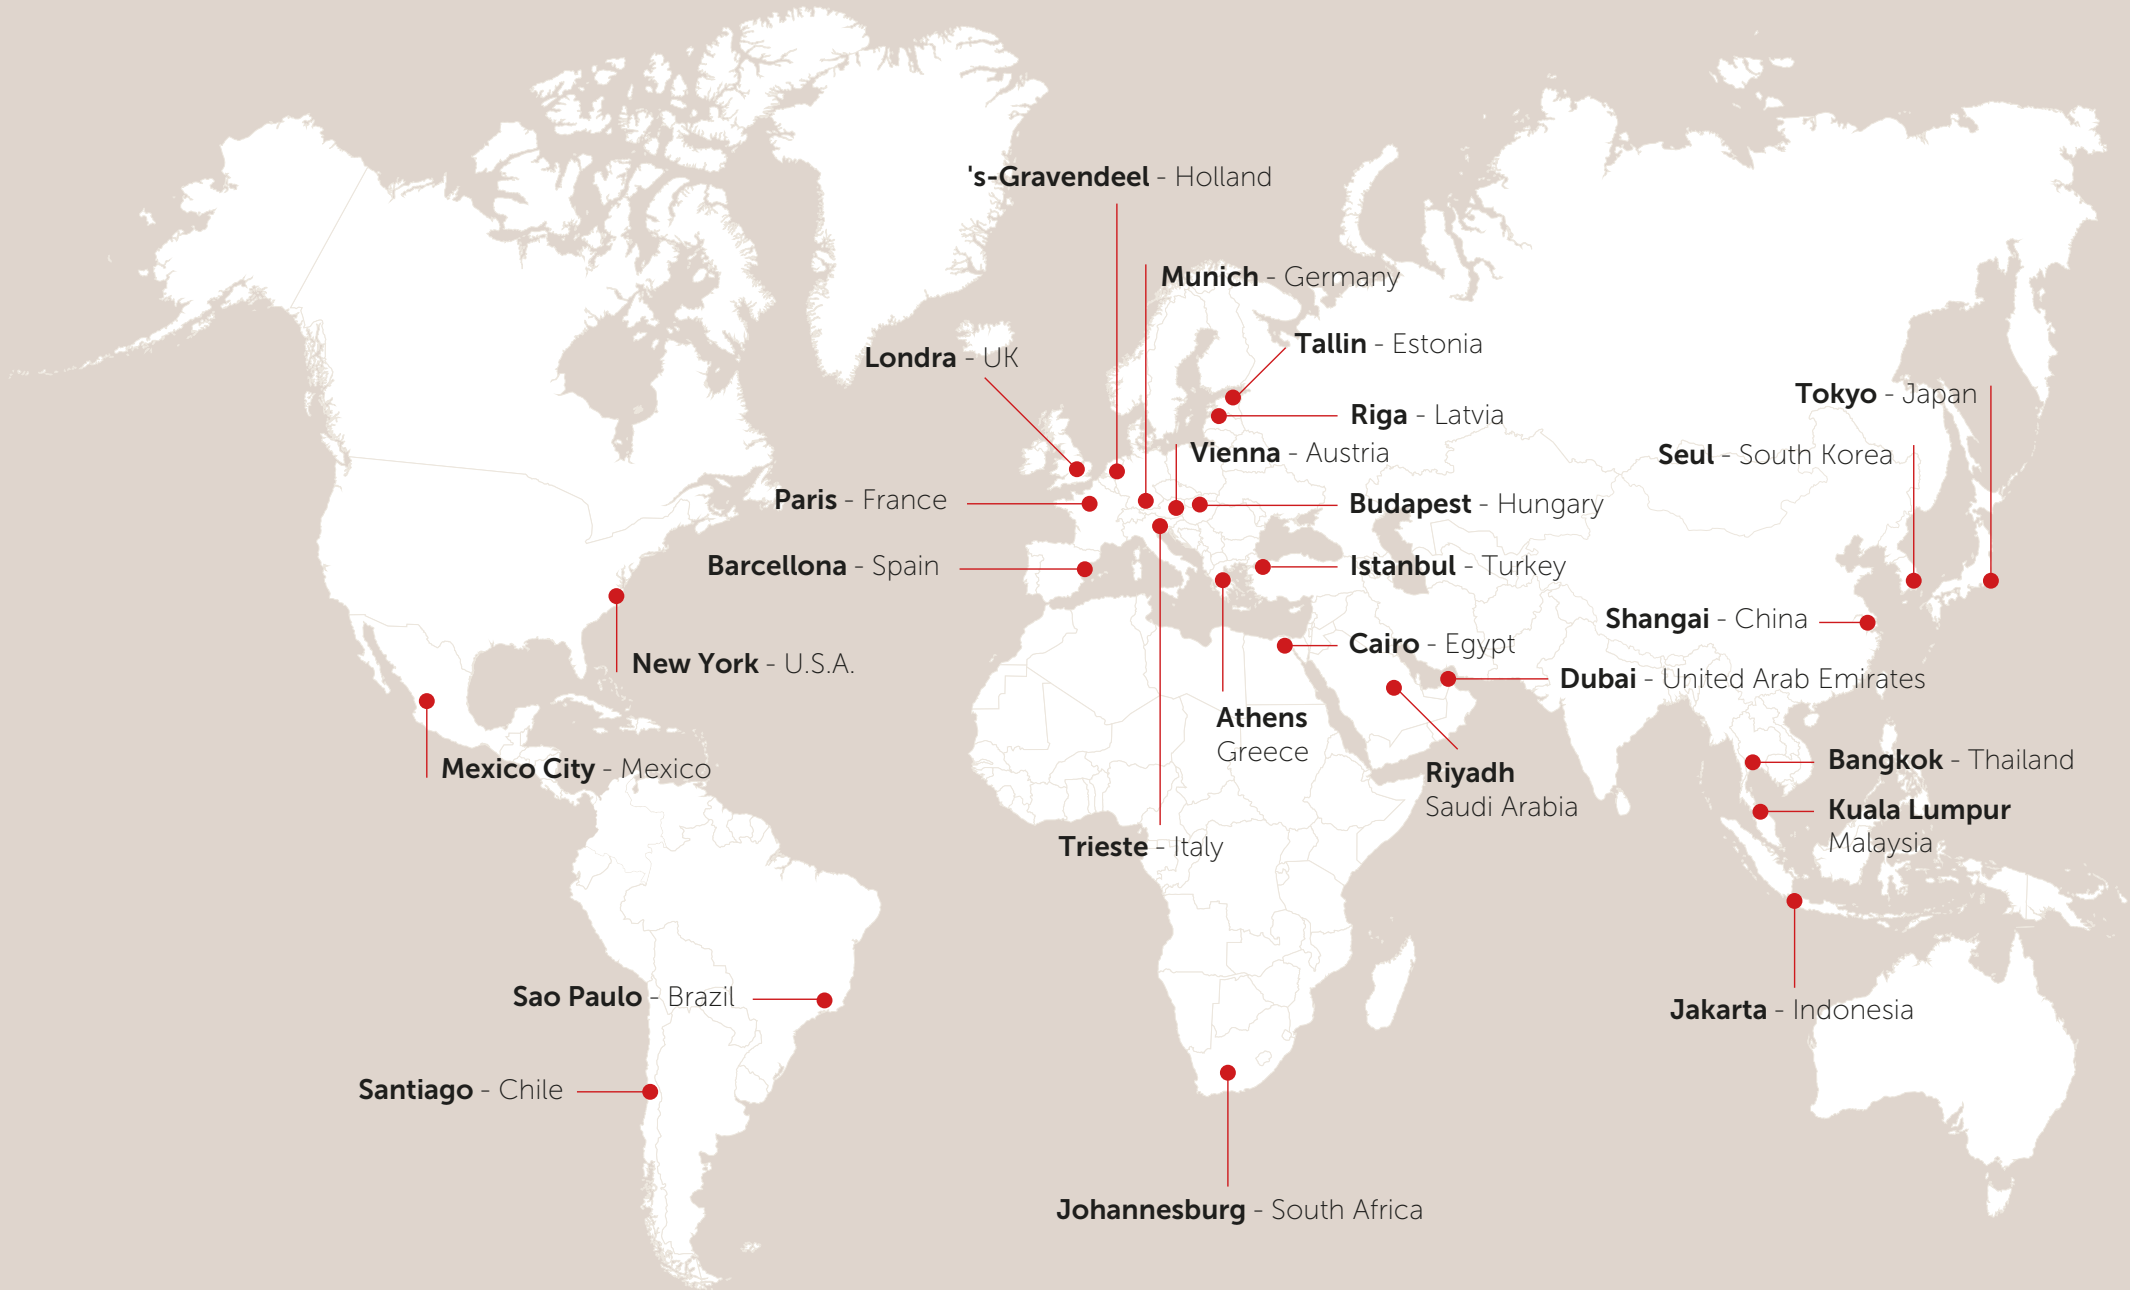 's-Gravendeel - Holland
Munich - Germany
Tallin - Estonia
Londra - UK
Tokyo - Japan
Riga - Latvia
Vienna - Austria
Seul - South Korea
Paris - France
Budapest - Hungary
Barcellona - Spain
Istanbul - Turkey
Shangai - China
Cairo - Egypt
New York - U.S.A.
Dubai - United Arab Emirates
Athens
Greece
Mexico City - Mexico
Bangkok - Thailand
Riyadh
Saudi Arabia
Kuala Lumpur
Malaysia
Trieste - Italy
Sao Paulo - Brazil
Jakarta - Indonesia
Santiago - Chile
Johannesburg - South Africa